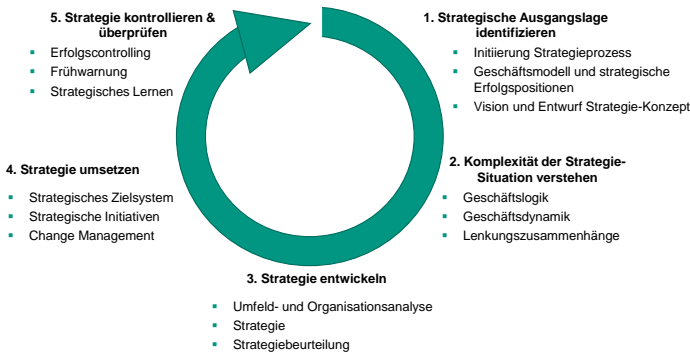 1. Strategische Ausgangslage
identifizieren
▪ Initiierung Strategieprozess
▪ Geschäftsmodell und strategische
Erfolgspositionen
▪ Vision und Entwurf Strategie-Konzept
2. Komplexität der Strategie-
Situation verstehen
▪ Geschäftslogik
▪ Geschäftsdynamik
▪ Lenkungszusammenhänge
3. Strategie entwickeln
▪ Umfeld- und Organisationsanalyse
▪ Strategie
▪ Strategiebeurteilung
4. Strategie umsetzen
▪ Strategisches Zielsystem
▪ Strategische Initiativen
▪ Change Management
5. Strategie kontrollieren &
überprüfen
▪ Erfolgscontrolling
▪ Frühwarnung
▪ Strategisches Lernen